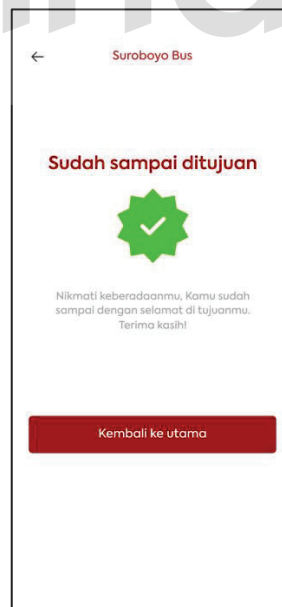 Suroboyo Bus
Sudah sampai ditujuan
Nikmati keberadaanmu, Kamu sudah
sampai dengan selamat di tujuanmu.
Terima kasih!
Kembali ke utama